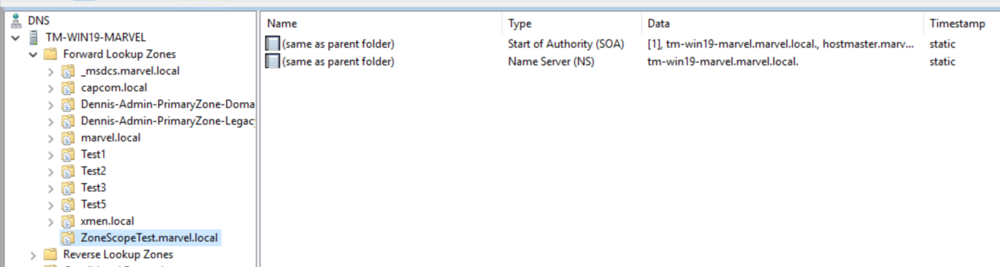 DNS
TM-WIN19-MARVEL
Forward Lookup Zones
_msdcs.marvel.local
capcom.local
Dennis-Admin-PrimaryZone-Doma
Dennis-Admin-PrimaryZone-Legac
marvel.local
Test1
Test2
Test3
Test5
xmen.local
ZoneScopeTest.marvel.local
Reverse Lookup Zones
Name Type Data Timestamp
(same as parent folder) Start of Authority (SOA) [1], tm-win19-marvel.marvel.local., hostmaster.marv... static
(same as parent folder) Name Server (NS) tm-win19-marvel.marvel.local. static